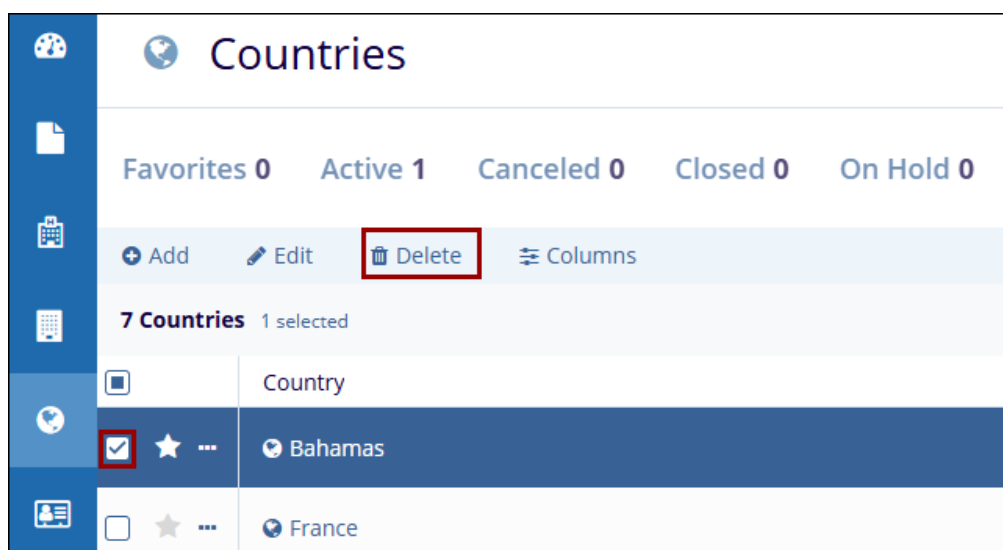 Countries
Favorites 0 Active 1 Canceled 0 Closed 0 On Hold 0
Add Edit Delete Columns
7 Countries 1 selected
Country
Bahamas
France